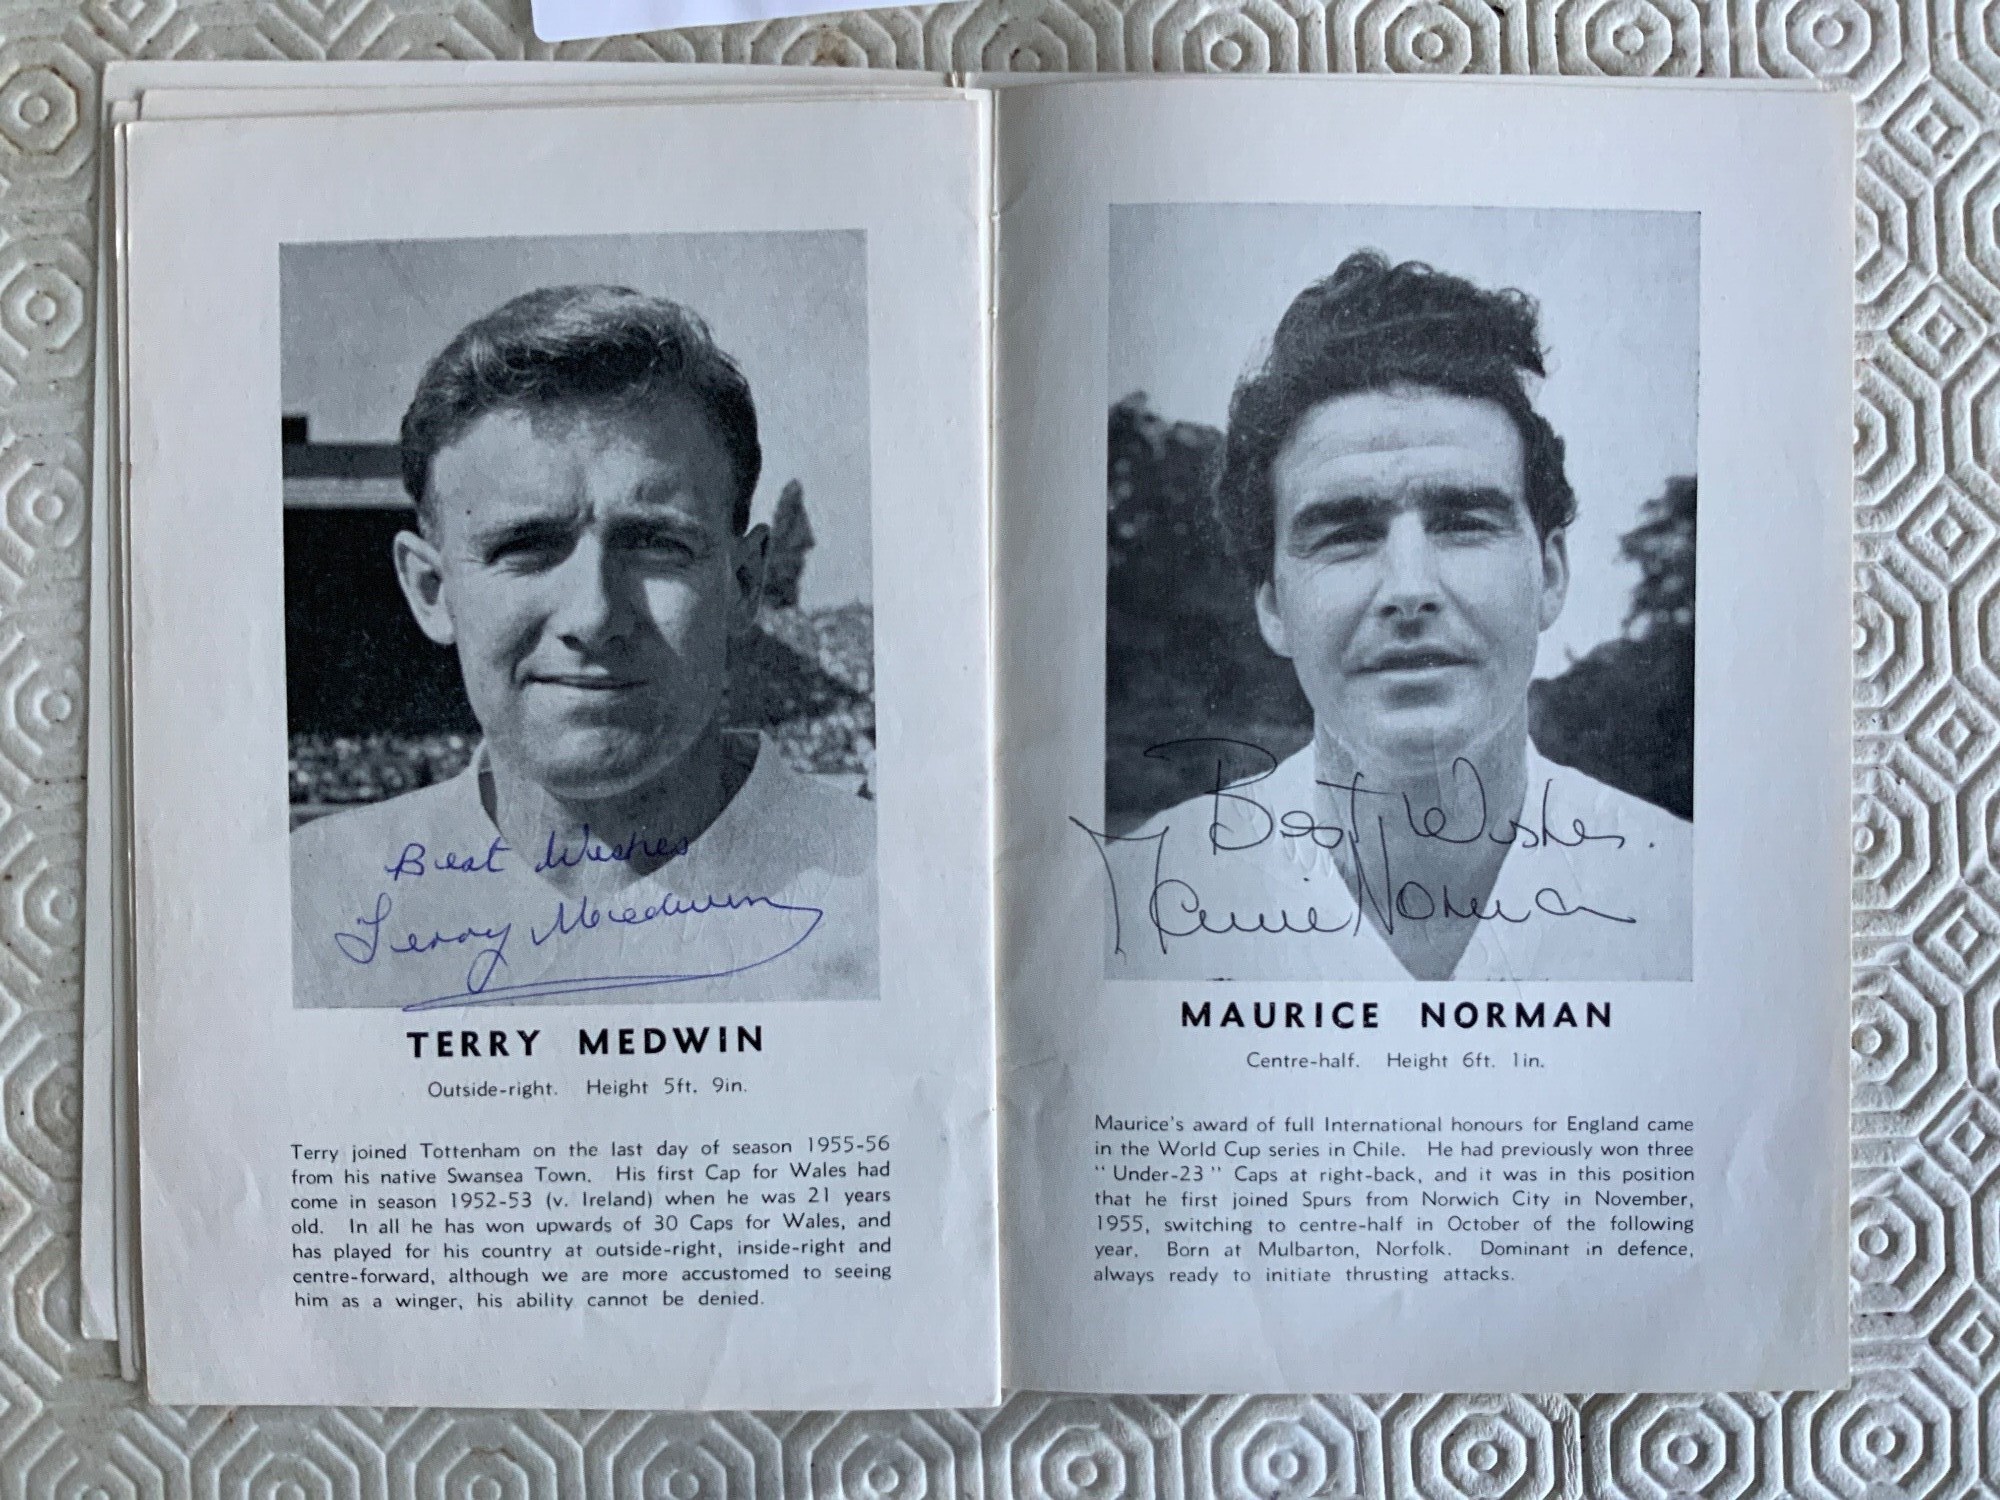 Best Wishes
Terry Medwin
TERRY MEDWIN
Outside-right. Height 5ft. 9in.
Terry joined Tottenham on the last day of season 1955-56
from his native Swansea Town. His first Cap for Wales had
come in season 1952-53 (v. Ireland) when he was 21 years
old. In all he has won upwards of 30 Caps for Wales, and
has played for his country at outside-right, inside-right and
centre-forward, although we are more accustomed to seeing
him as a winger, his ability cannot be denied.
Best Wishes.
Maurice Norman
MAURICE NORMAN
Centre-half. Height 6ft. 1in.
Maurice's award of full International honours for England came
in the World Cup series in Chile. He had previously won three
" Under-23 " Caps at right-back, and it was in this position
that he first joined Spurs from Norwich City in November,
1955, switching to centre-half in October of the following
year. Born at Mulbarton, Norfolk. Dominant in defence,
always ready to initiate thrusting attacks.